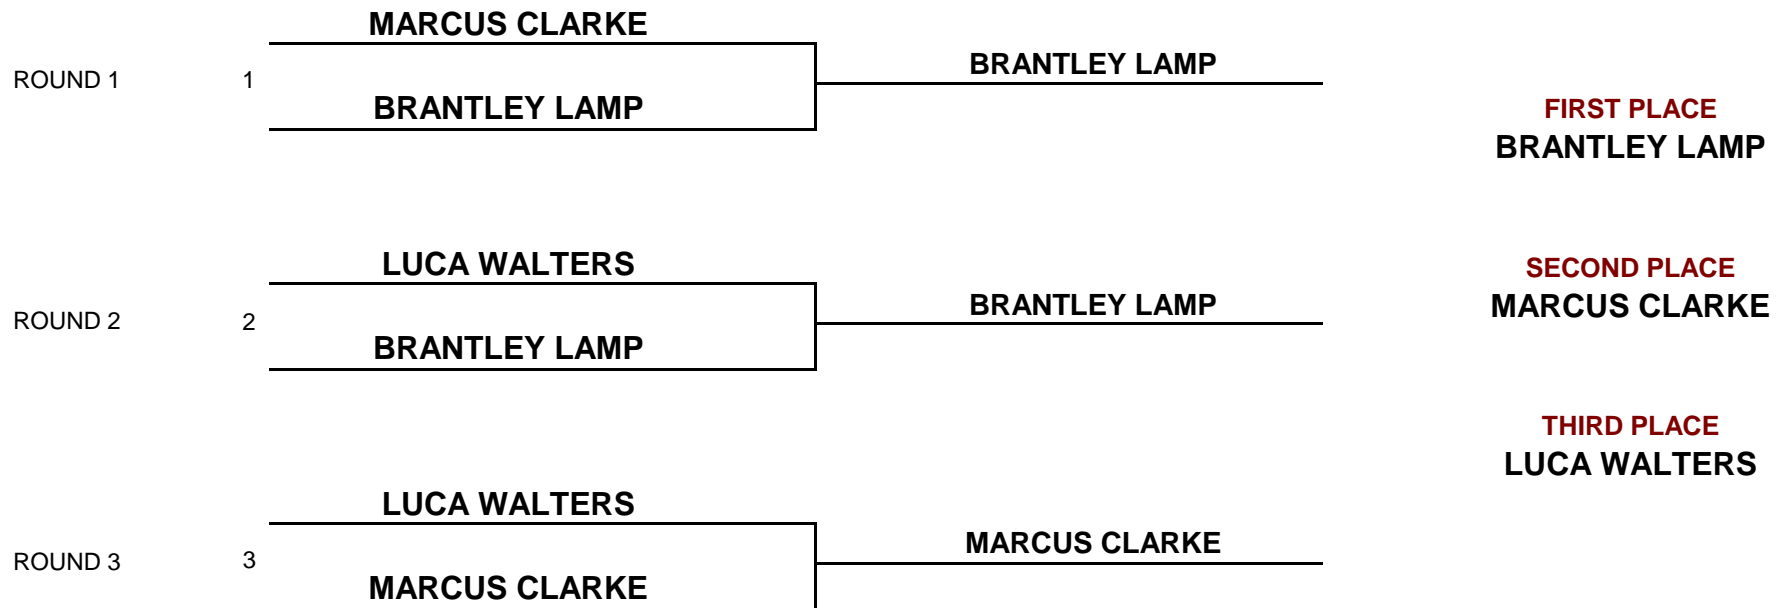 MARCUS CLARKE
ROUND 1
1
BRANTLEY LAMP
BRANTLEY LAMP
FIRST PLACE
BRANTLEY LAMP
LUCA WALTERS
ROUND 2
2
BRANTLEY LAMP
BRANTLEY LAMP
SECOND PLACE
MARCUS CLARKE
THIRD PLACE
LUCA WALTERS
LUCA WALTERS
ROUND 3
3
MARCUS CLARKE
MARCUS CLARKE